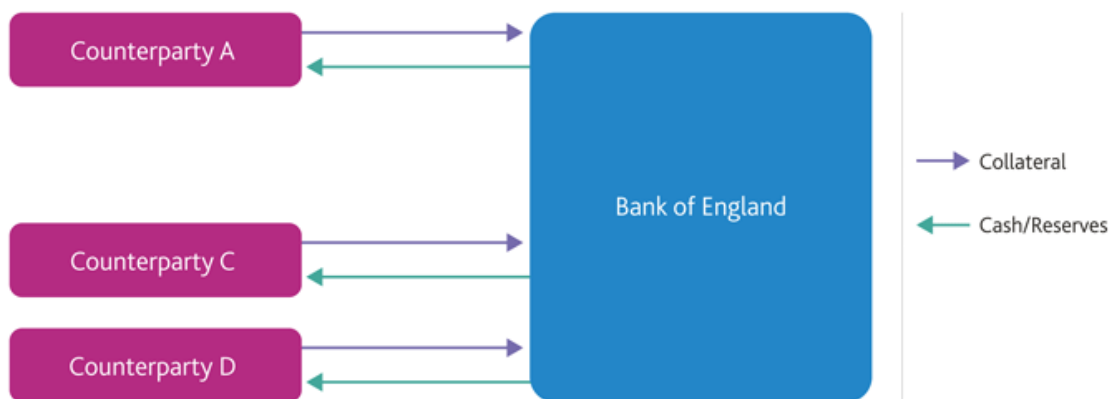 Counterparty A
Bank of England
Collateral
Cash/Reserves
Counterparty C
Counterparty D